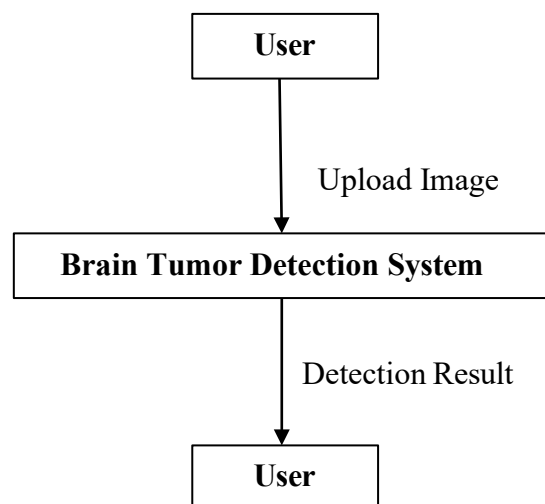 User
Upload Image
Brain Tumor Detection System
Detection Result
User